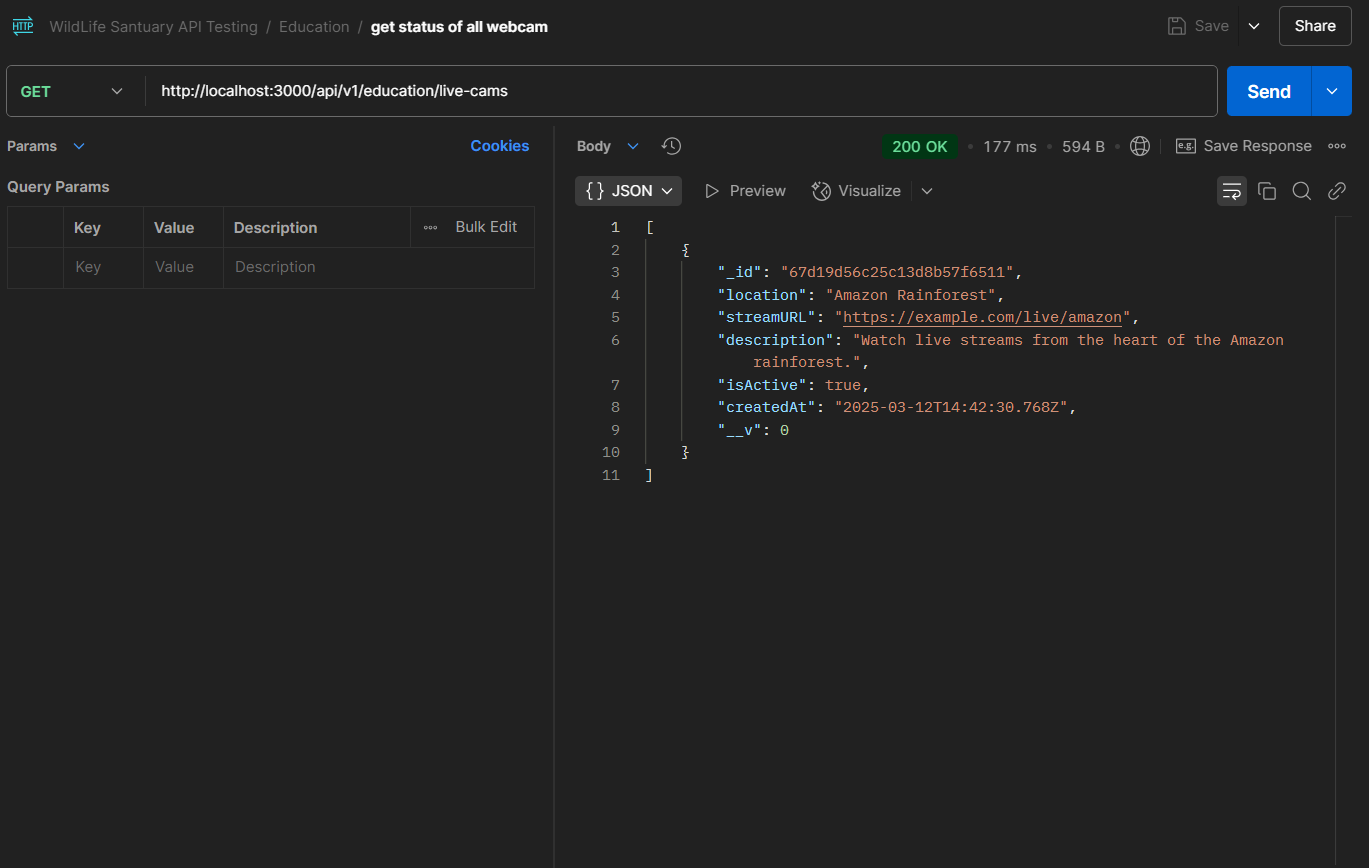 HTTP WildLife Santuary API Testing / Education / get status of all webcam Save Share
GET http://localhost:3000/api/v1/education/live-cams Send
Params Cookies
Query Params
Key Value Description Bulk Edit
Key Value Description
Body 200 OK • 177 ms • 594 B • e.g. Save Response
{} JSON Preview Visualize
1 [
2 {
3 "_id": "67d19d56c25c13d8b57f6511",
4 "location": "Amazon Rainforest",
5 "streamURL": "https://example.com/live/amazon",
6 "description": "Watch live streams from the heart of the Amazon
rainforest.",
7 "isActive": true,
8 "createdAt": "2025-03-12T14:42:30.768Z",
9 "__v": 0
10 }
11 ]